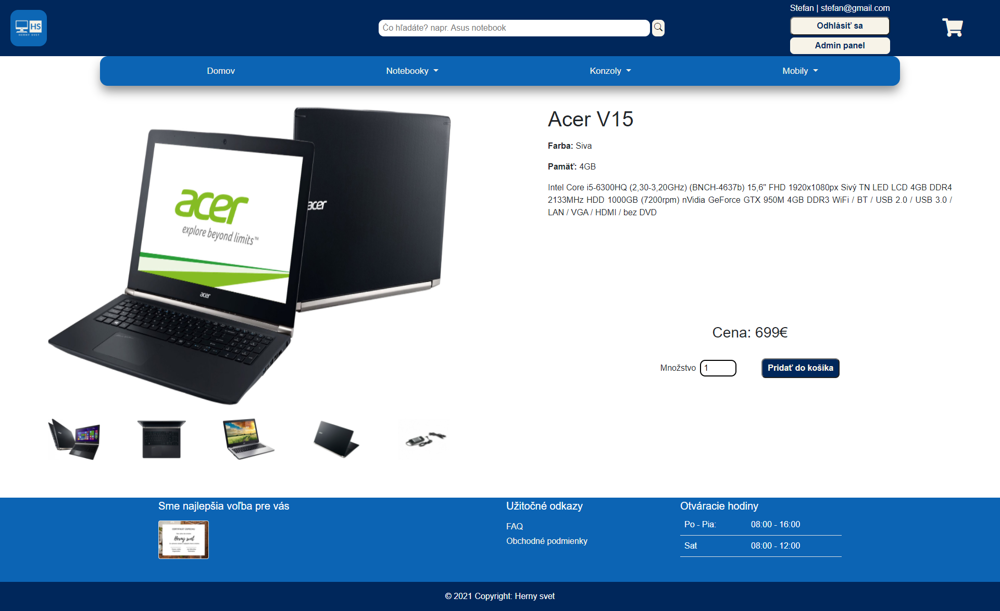 HS
HERNY SVET
Čo hľadáte? napr. Asus notebook
Stefan | stefan@gmail.com
Odhlásiť sa
Admin panel
Domov
Notebooky
Konzoly
Mobily
acer
explore beyond limits™
acer
acer
Acer V15
Farba: Siva
Pamäť: 4GB
Intel Core i5-6300HQ (2,30-3,20GHz) (BNCH-4637b) 15,6" FHD 1920x1080px Sivý TN LED LCD 4GB DDR4
2133MHz HDD 1000GB (7200rpm) nVidia GeForce GTX 950M 4GB DDR3 WiFi / BT / USB 2.0 / USB 3.0 /
LAN / VGA / HDMI / bez DVD
Cena: 699€
Množstvo 1
Pridať do košíka
Sme najlepšia voľba pre vás
Herný svet
Užitočné odkazy
FAQ
Obchodné podmienky
Otváracie hodiny
Po - Pia: 08:00 - 16:00
Sat 08:00 - 12:00
© 2021 Copyright: Herny svet